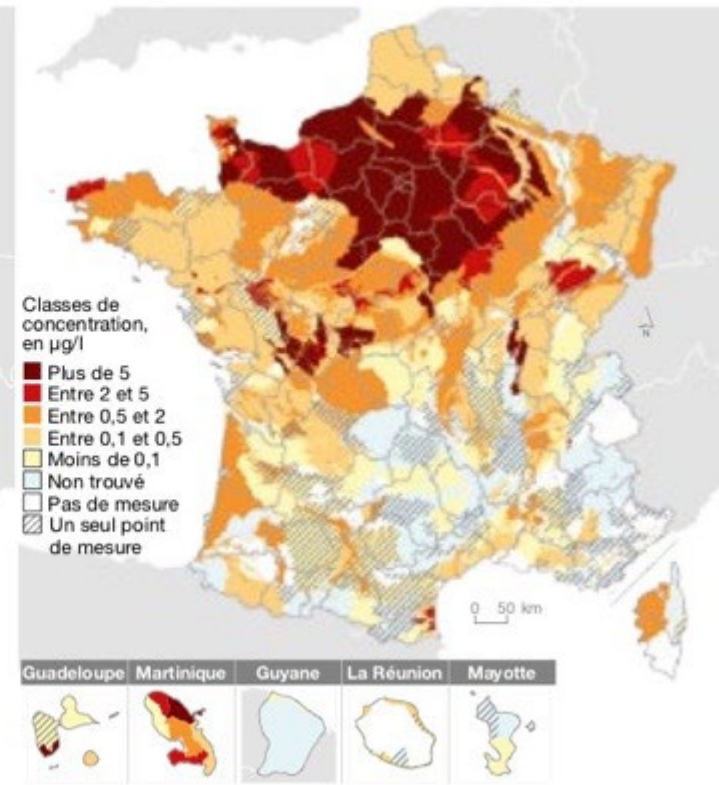 Classes de
concentration,
en µg/l
Plus de 5
Entre 2 et 5
Entre 0,5 et 2
Entre 0,1 et 0,5
Moins de 0,1
Non trouvé
Pas de mesure
Un seul point
de mesure
N
0 50 km
Guadeloupe Martinique Guyane La Réunion Mayotte